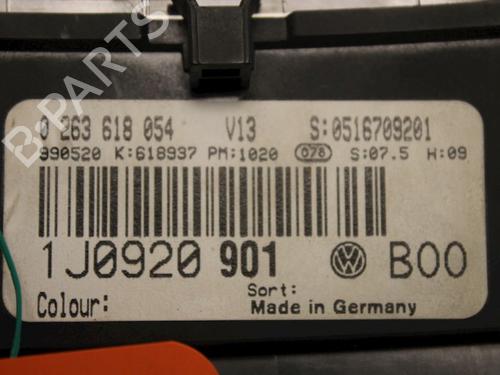 B-PARTS
0 263 618 054 V13 S:0516709201
990520 K:618937 PM:1020 078 S:07.5 H:09
1J0920 901 VW B00
Sort:
Colour: Made in Germany